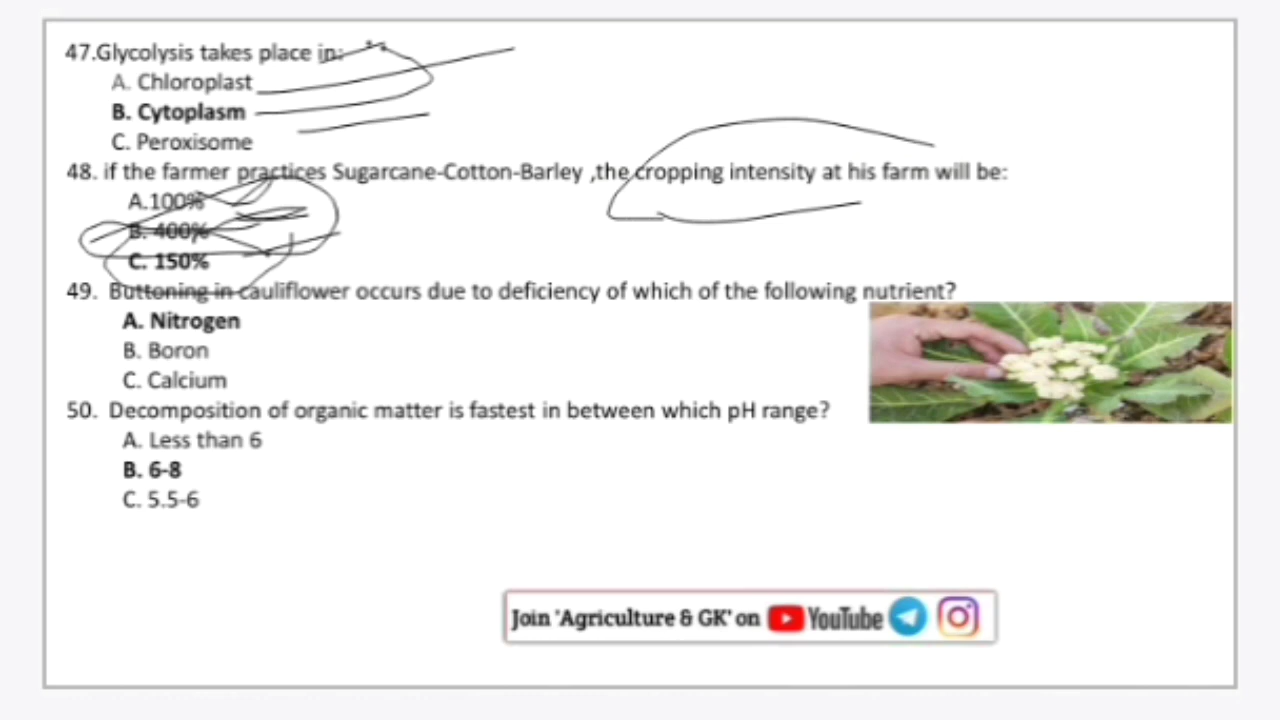 47.Glycolysis takes place in:
A. Chloroplast
B. Cytoplasm
C. Peroxisome
48. if the farmer practices Sugarcane-Cotton-Barley ,the cropping intensity at his farm will be:
A.100%
B. 400%
C. 150%
49. Buttoning in cauliflower occurs due to deficiency of which of the following nutrient?
A. Nitrogen
B. Boron
C. Calcium
50. Decomposition of organic matter is fastest in between which pH range?
A. Less than 6
B. 6-8
C. 5.5-6
Join 'Agriculture & GK' on YouTube